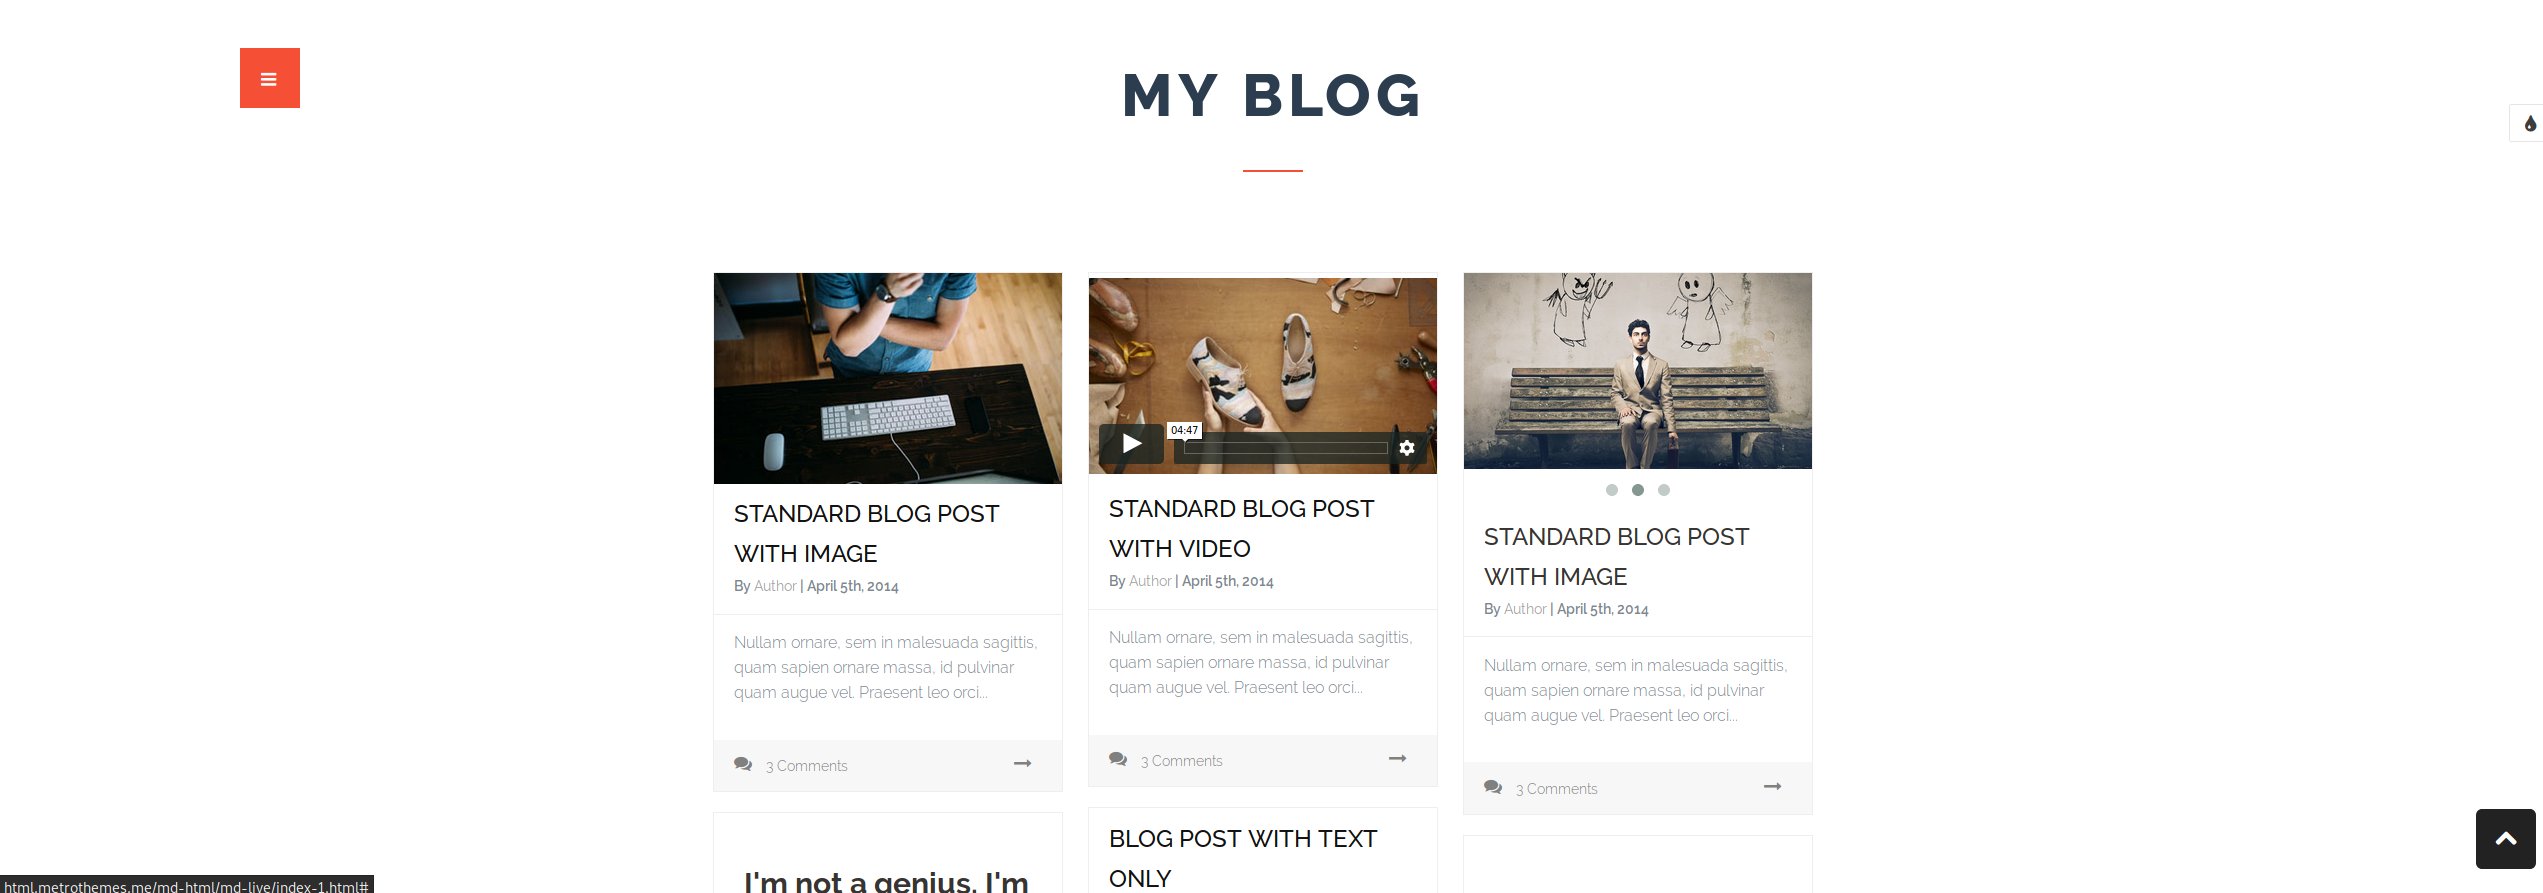 MY BLOG
04:47
STANDARD BLOG POST
WITH IMAGE
By Author | April 5th, 2014
Nullam ornare, sem in malesuada sagittis,
quam sapien ornare massa, id pulvinar
quam augue vel. Praesent leo orci...
3 Comments
STANDARD BLOG POST
WITH VIDEO
By Author | April 5th, 2014
Nullam ornare, sem in malesuada sagittis,
quam sapien ornare massa, id pulvinar
quam augue vel. Praesent leo orci...
3 Comments
STANDARD BLOG POST
WITH IMAGE
By Author | April 5th, 2014
Nullam ornare, sem in malesuada sagittis,
quam sapien ornare massa, id pulvinar
quam augue vel. Praesent leo orci...
3 Comments
I'm not a genius. I'm
BLOG POST WITH TEXT
ONLY
html.metrothemes.me/md-html/md-live/index-1.html#